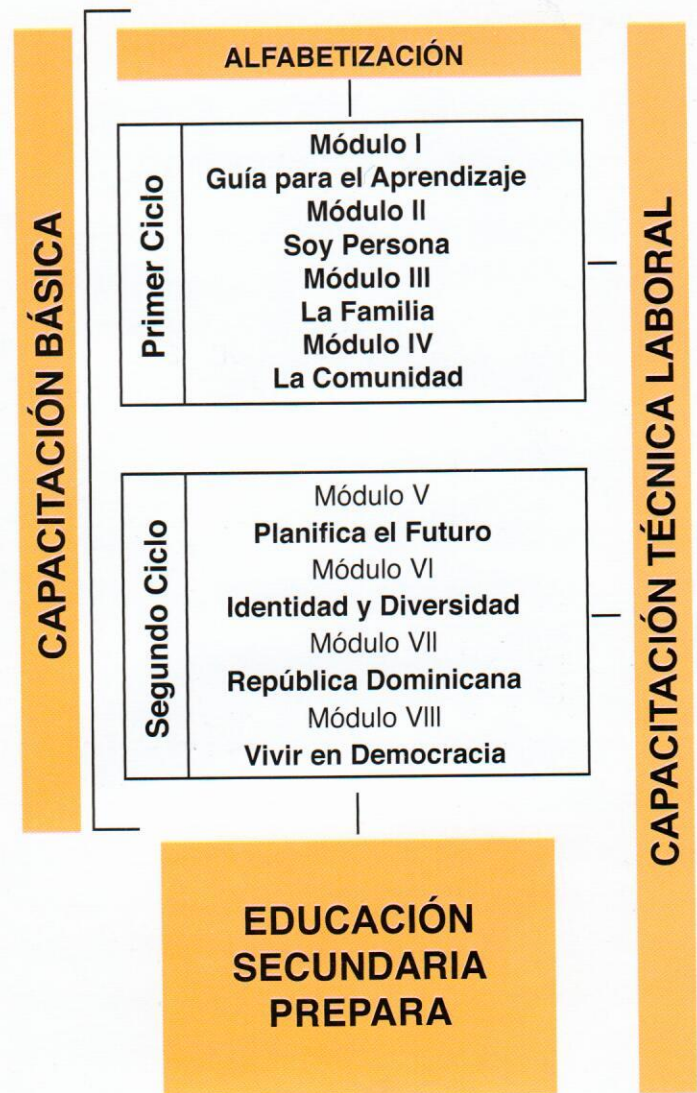 CAPACITACIÓN BÁSICA
ALFABETIZACIÓN
Primer Ciclo
Módulo I
Guía para el Aprendizaje
Módulo II
Soy Persona
Módulo III
La Familia
Módulo IV
La Comunidad
Segundo Ciclo
Módulo V
Planifica el Futuro
Módulo VI
Identidad y Diversidad
Módulo VII
República Dominicana
Módulo VIII
Vivir en Democracia
CAPACITACIÓN TÉCNICA LABORAL
EDUCACIÓN
SECUNDARIA
PREPARA